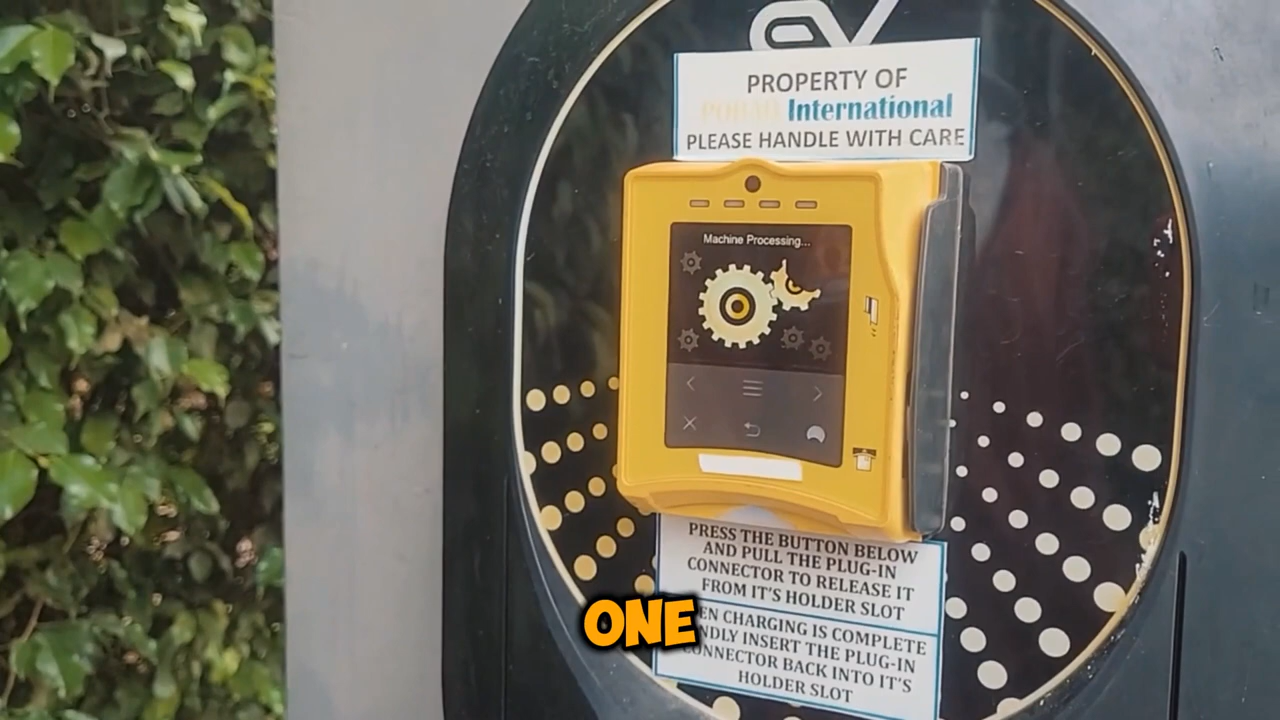 EV
PROPERTY OF
International
PLEASE HANDLE WITH CARE
Machine Processing...
PRESS THE BUTTON BELOW
AND PULL THE PLUG-IN
CONNECTOR TO RELEASE IT
FROM IT'S HOLDER SLOT
CHARGING IS COMPLETE
INSERT THE PLUG-IN
CONNECTOR BACK INTO IT'S
HOLDER SLOT
ONE